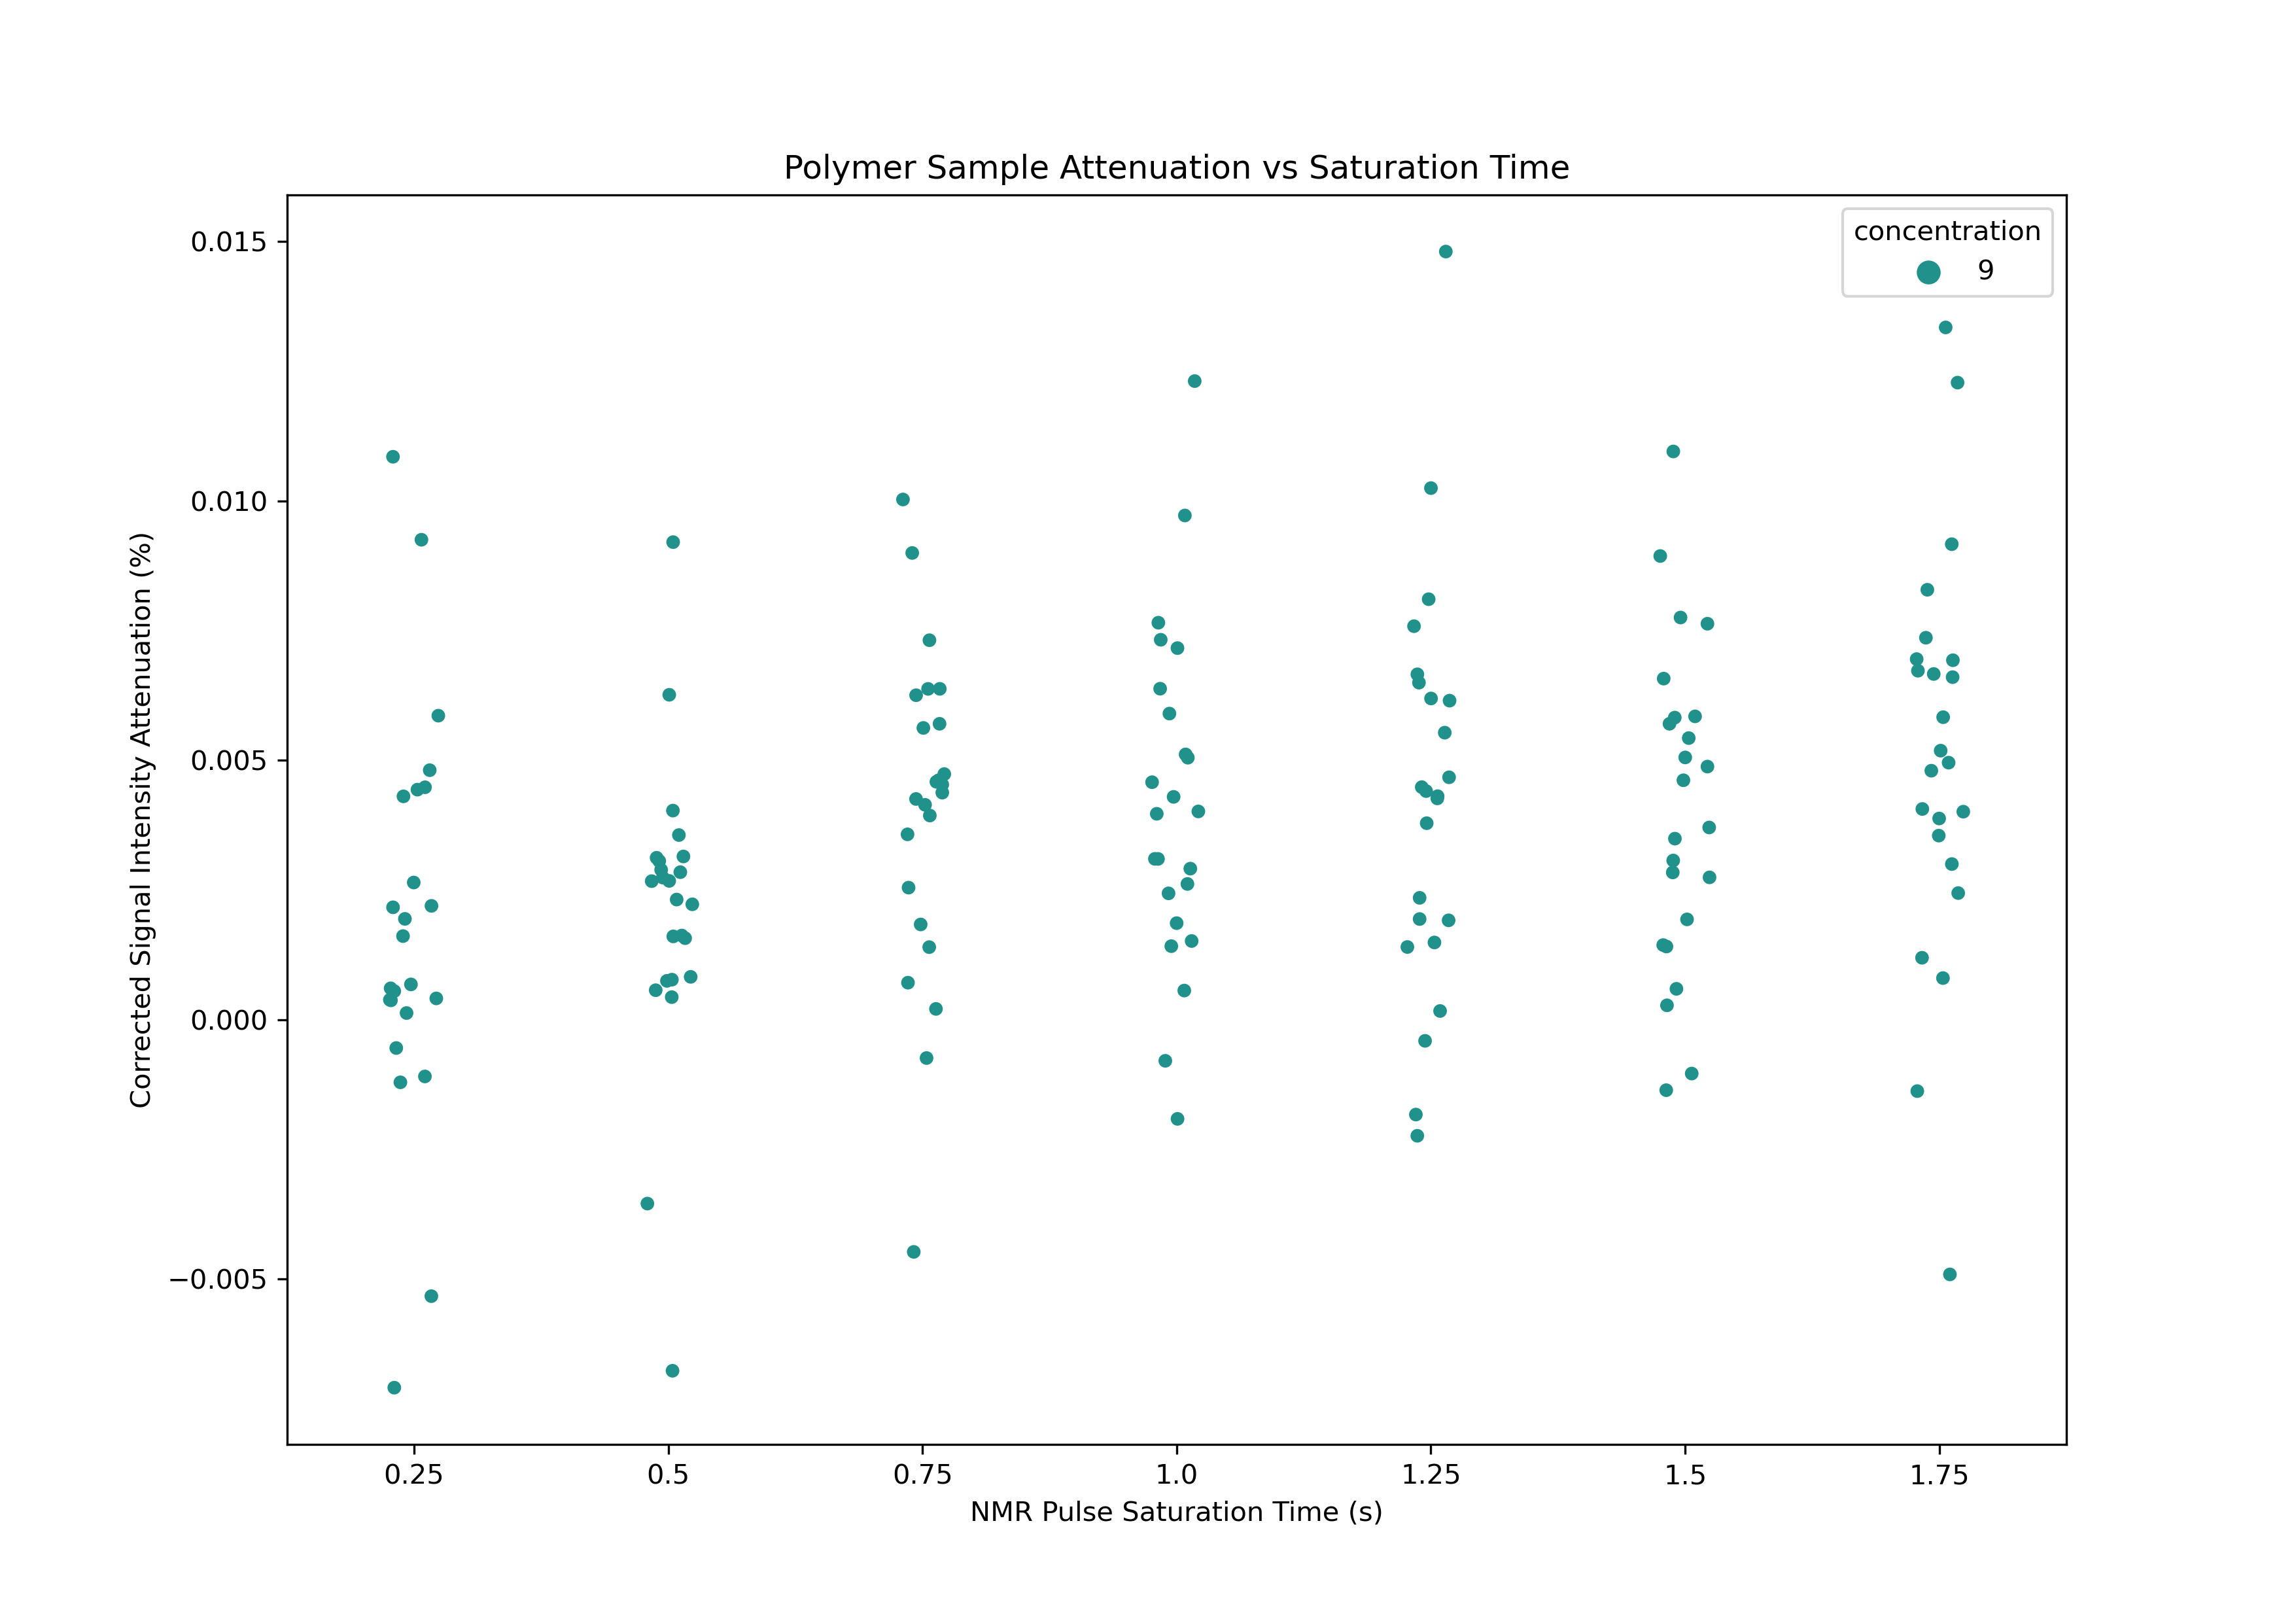 Polymer Sample Attenuation vs Saturation Time
concentration
9
Corrected Signal Intensity Attenuation (%)
0.015
0.010
0.005
0.000
−0.005
0.25 0.5 0.75 1.0 1.25 1.5 1.75
NMR Pulse Saturation Time (s)